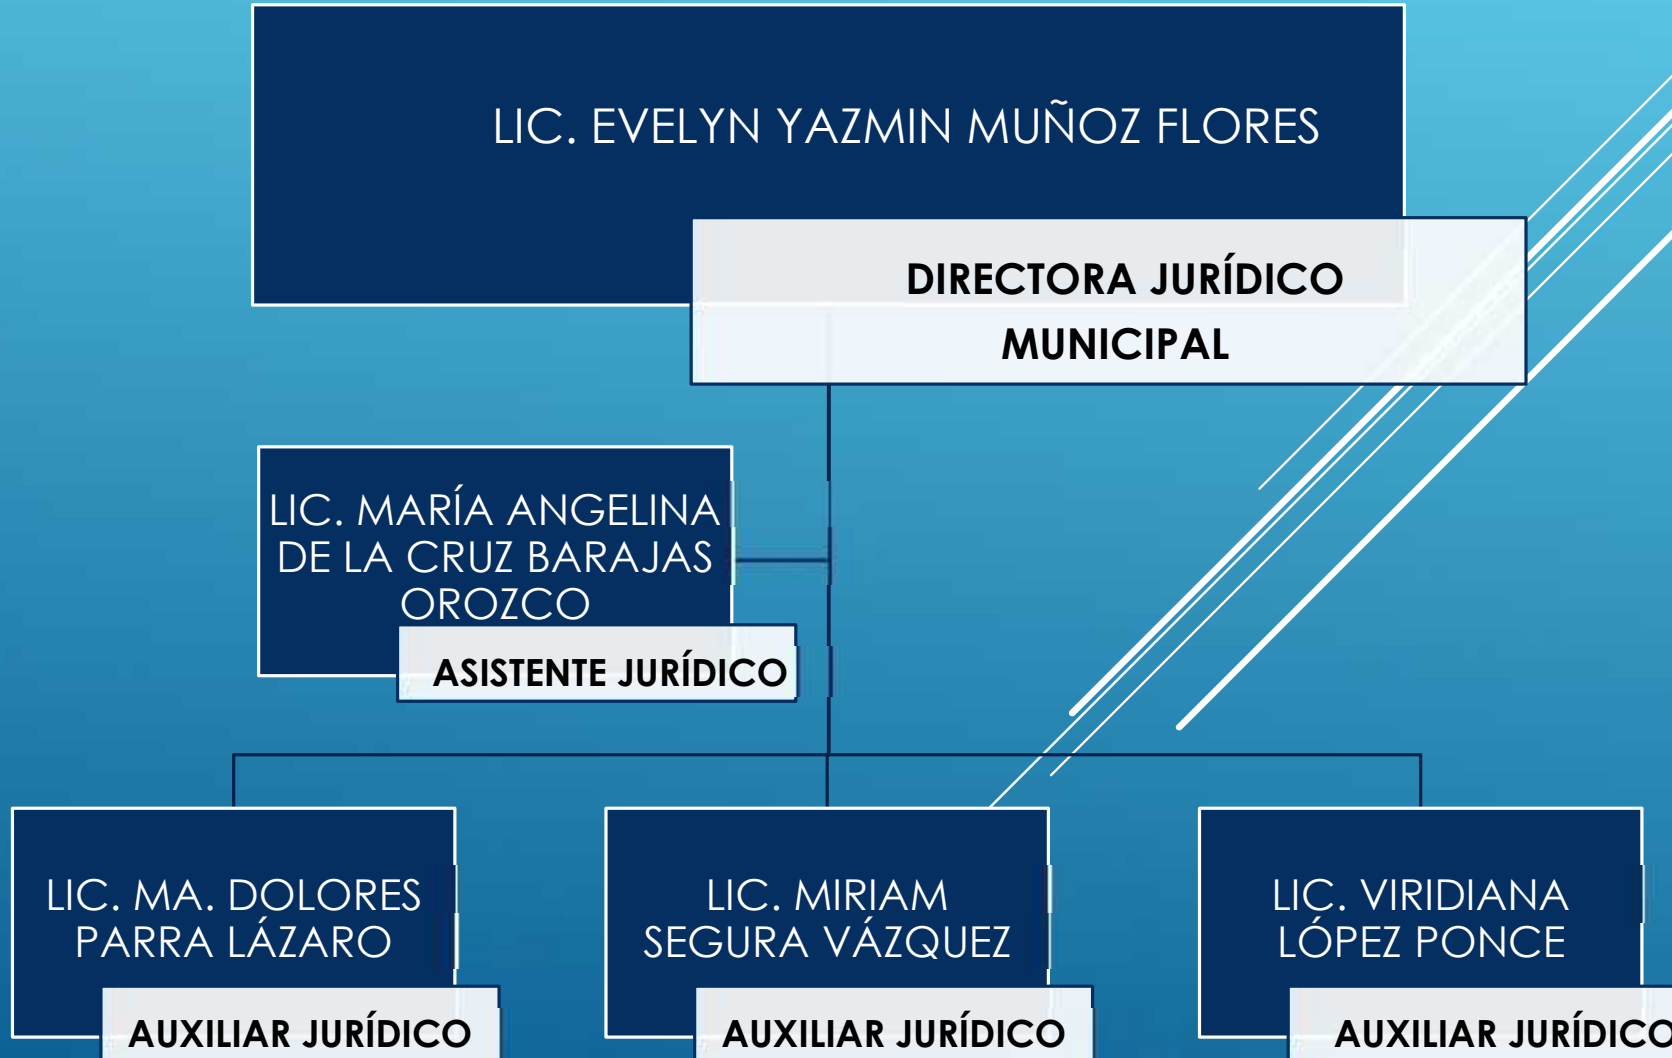 LIC. EVELYN YAZMIN MUÑOZ FLORES
DIRECTORA JURÍDICO
MUNICIPAL
LIC. MARÍA ANGELINA
DE LA CRUZ BARAJAS
OROZCO
ASISTENTE JURÍDICO
LIC. MA. DOLORES
PARRA LÁZARO
AUXILIAR JURÍDICO
LIC. MIRIAM
SEGURA VÁZQUEZ
AUXILIAR JURÍDICO
LIC. VIRIDIANA
LÓPEZ PONCE
AUXILIAR JURÍDICO